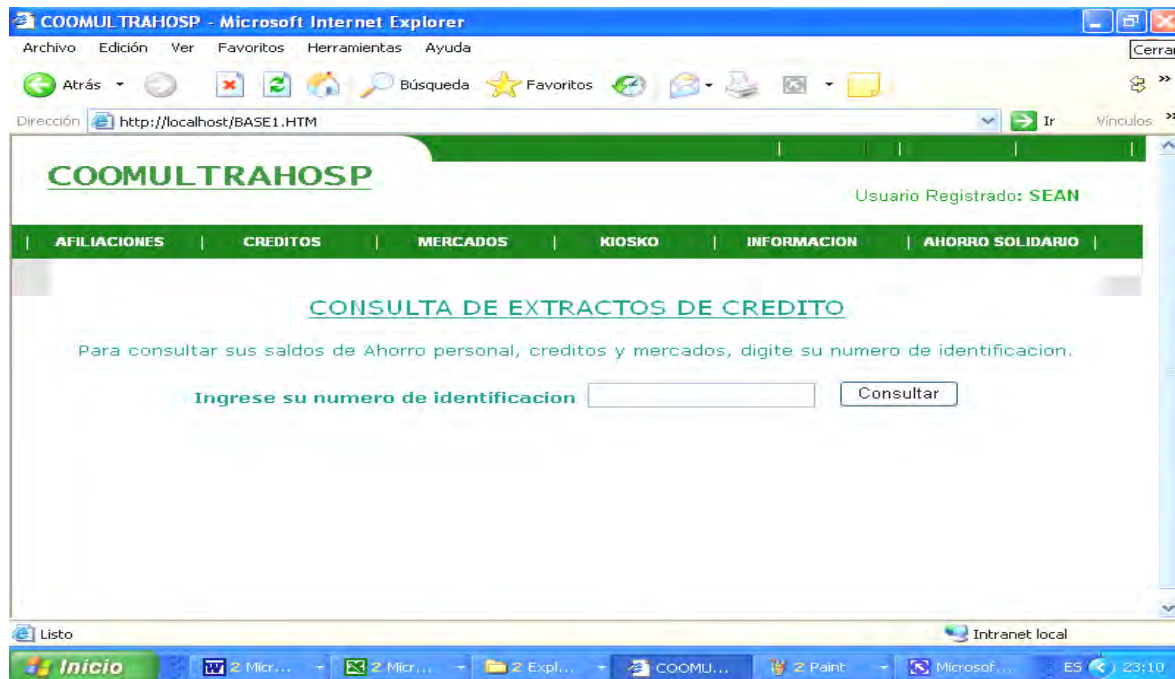 COOMULTRAHOSP - Microsoft Internet Explorer
Archivo Edición Ver Favoritos Herramientas Ayuda
Cerrar
Atrás Búsqueda Favoritos »
Dirección http://localhost/BASE1.HTM Ir Vínculos »
COOMULTRAHOSP
Usuario Registrado: SEAN
| AFILIACIONES | CREDITOS | MERCADOS | KIOSKO | INFORMACION | AHORRO SOLIDARIO |
CONSULTA DE EXTRACTOS DE CREDITO
Para consultar sus saldos de Ahorro personal, creditos y mercados, digite su numero de identificacion.
Ingrese su numero de identificacion Consultar
Listo Intranet local
Inicio 2 Micr... 2 Micr... 2 Expl... COOMU... 2 Paint Microsof... ES 23:10